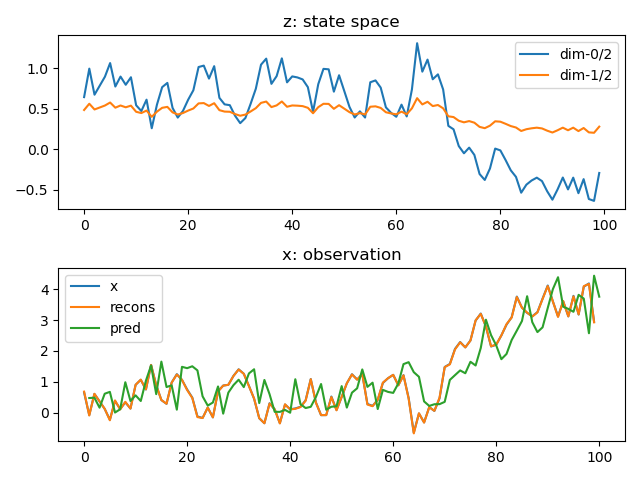 z: state space
1.0
0.5
0.0
−0.5
dim-0/2
dim-1/2
0 20 40 60 80 100
x: observation
4
3
2
1
0
x
recons
pred
0 20 40 60 80 100